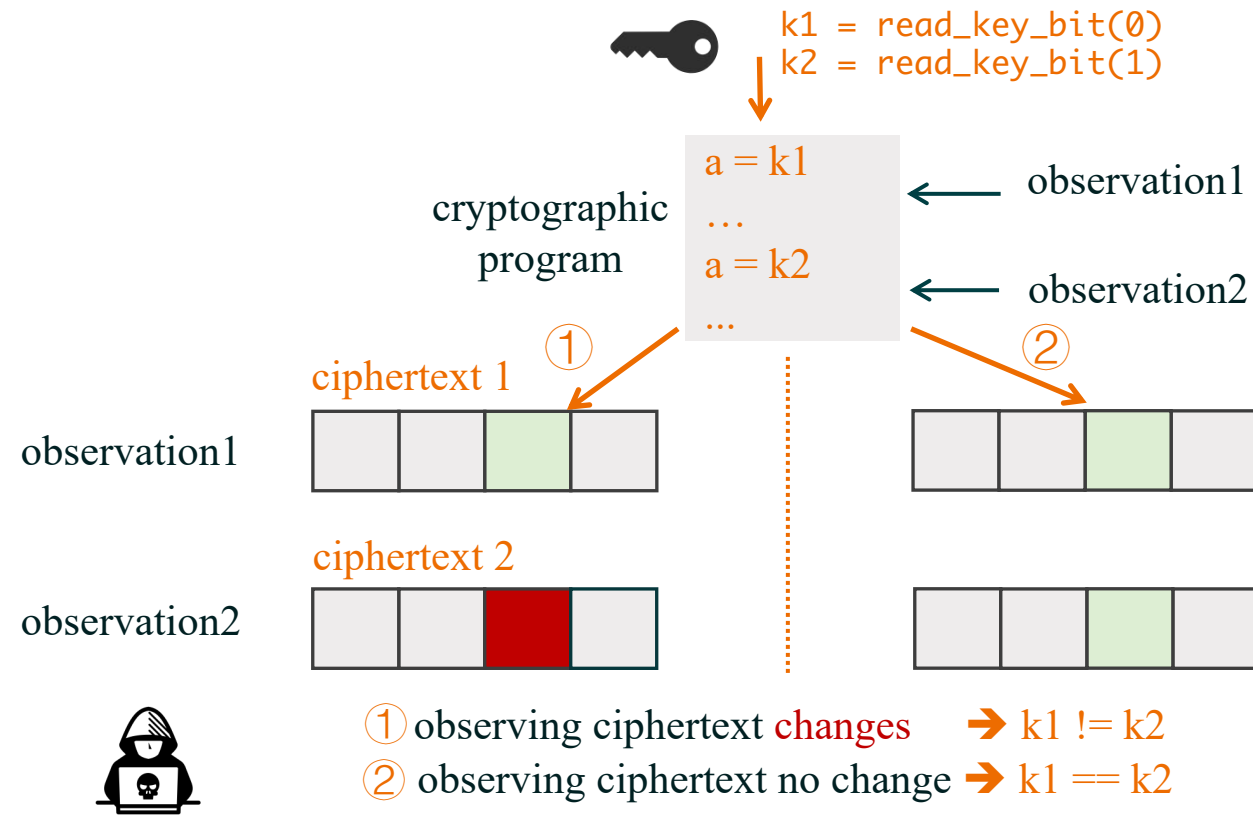 k1 = read_key_bit(0)
k2 = read_key_bit(1)
a = k1
...
a = k2
...
cryptographic
program
observation1
observation2
①
②
ciphertext 1
observation1
ciphertext 2
observation2
① observing ciphertext changes ➔ k1 != k2
② observing ciphertext no change ➔ k1 == k2